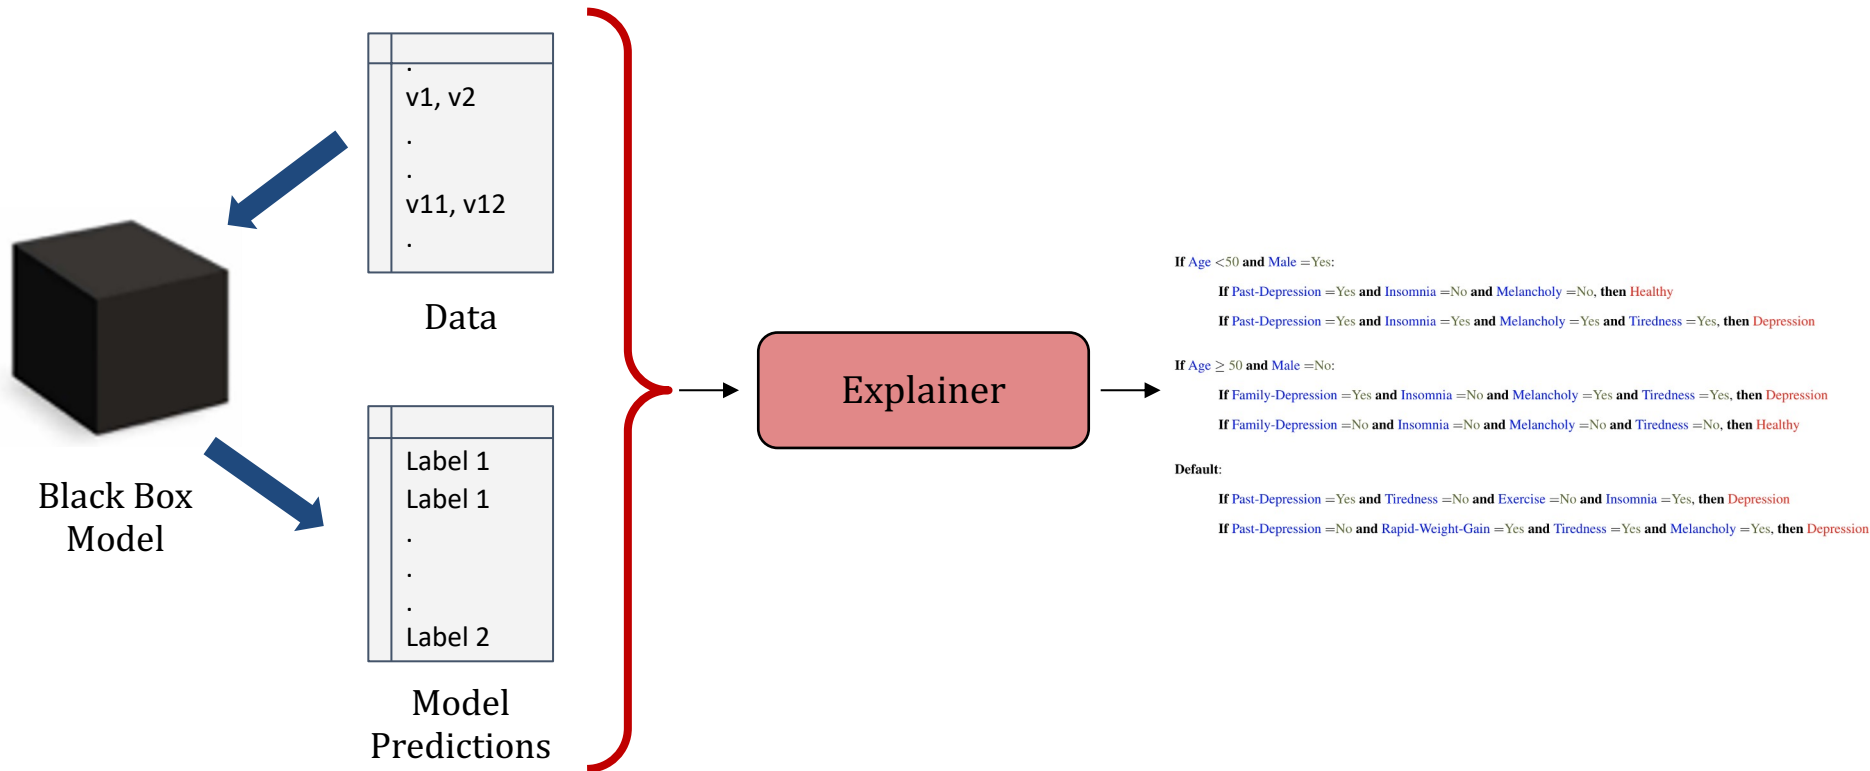 .
v1, v2
.
.
v11, v12
.
Data
Black Box
Model
Label 1
Label 1
.
.
.
Label 2
Model
Predictions
Explainer
If Age <50 and Male =Yes:
If Past-Depression =Yes and Insomnia =No and Melancholy =No, then Healthy
If Past-Depression =Yes and Insomnia =Yes and Melancholy =Yes and Tiredness =Yes, then Depression
If Age ≥ 50 and Male =No:
If Family-Depression =Yes and Insomnia =No and Melancholy =Yes and Tiredness =Yes, then Depression
If Family-Depression =No and Insomnia =No and Melancholy =No and Tiredness =No, then Healthy
Default:
If Past-Depression =Yes and Tiredness =No and Exercise =No and Insomnia =Yes, then Depression
If Past-Depression =No and Rapid-Weight-Gain =Yes and Tiredness =Yes and Melancholy =Yes, then Depression